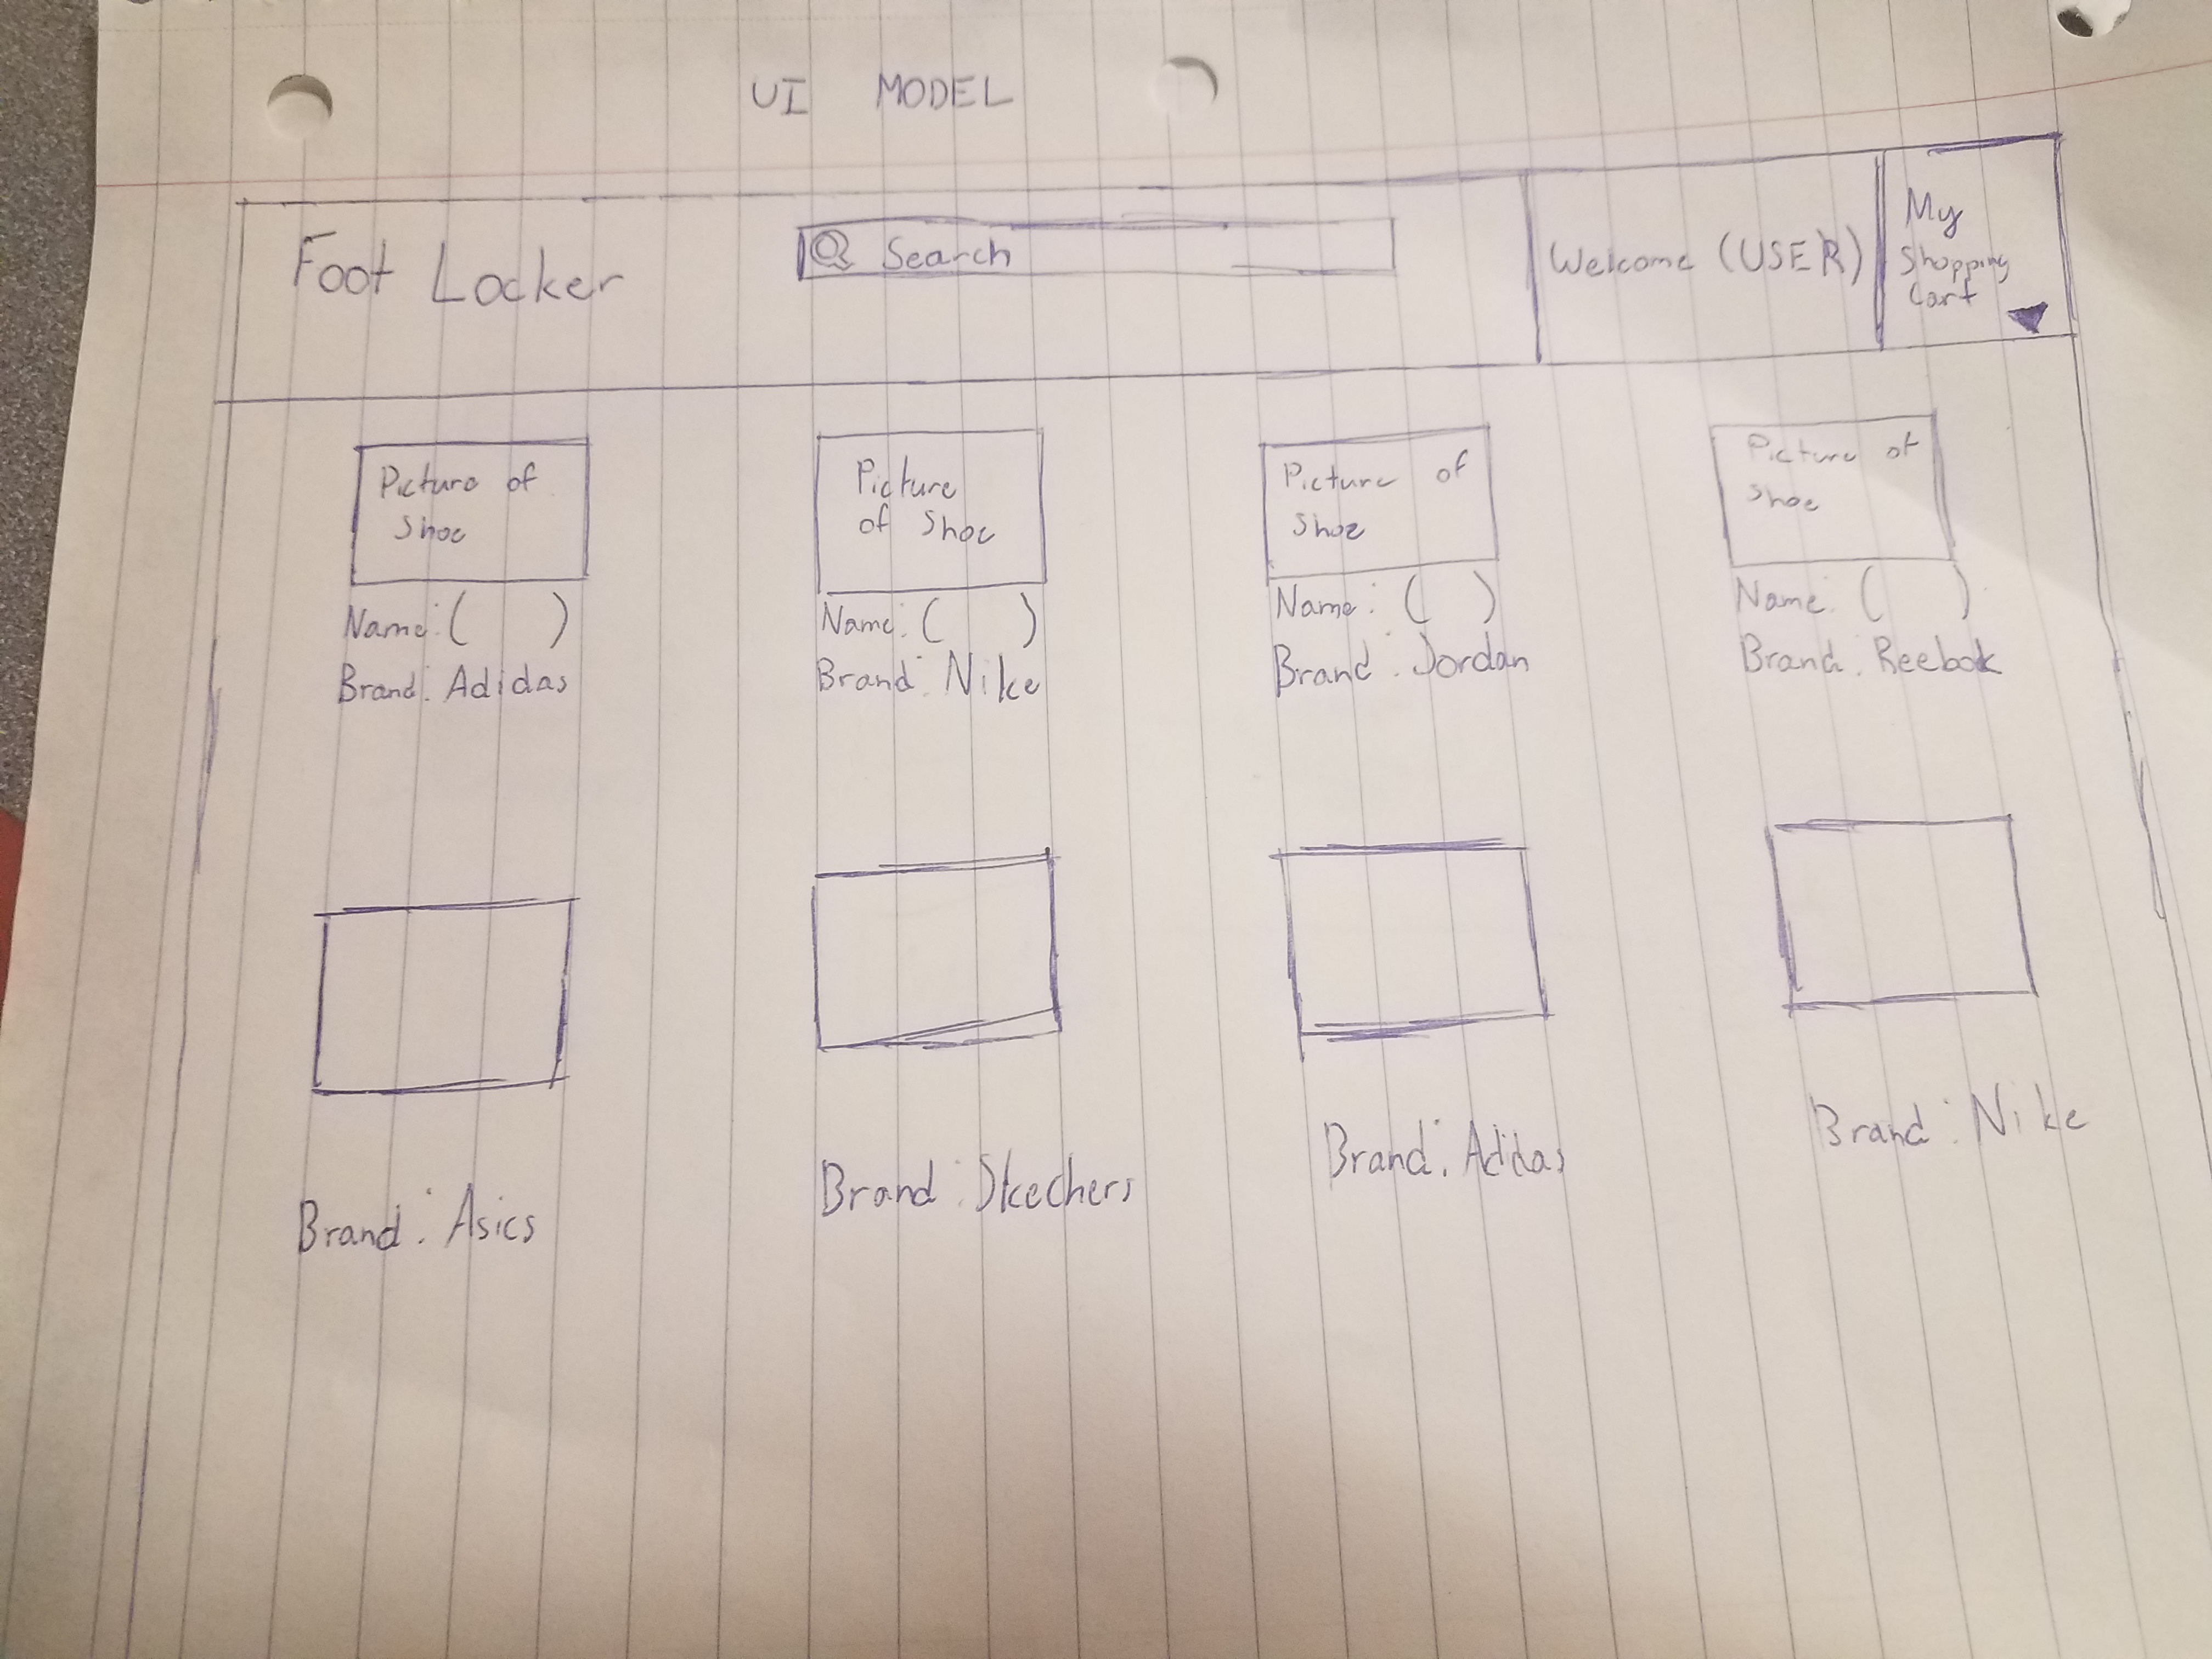 UI MODEL
Foot Locker
Search
Welcome (USER)
My
Shopping
Cart
Picture of
Shoe
Name: ( )
Brand: Adidas
Picture
of Shoe
Name: ( )
Brand: Nike
Picture of
Shoe
Name: ( )
Brand: Jordan
Picture of
Shoe
Name: ( )
Brand: Reebok
Brand: Asics
Brand: Skechers
Brand: Adidas
Brand: Nike